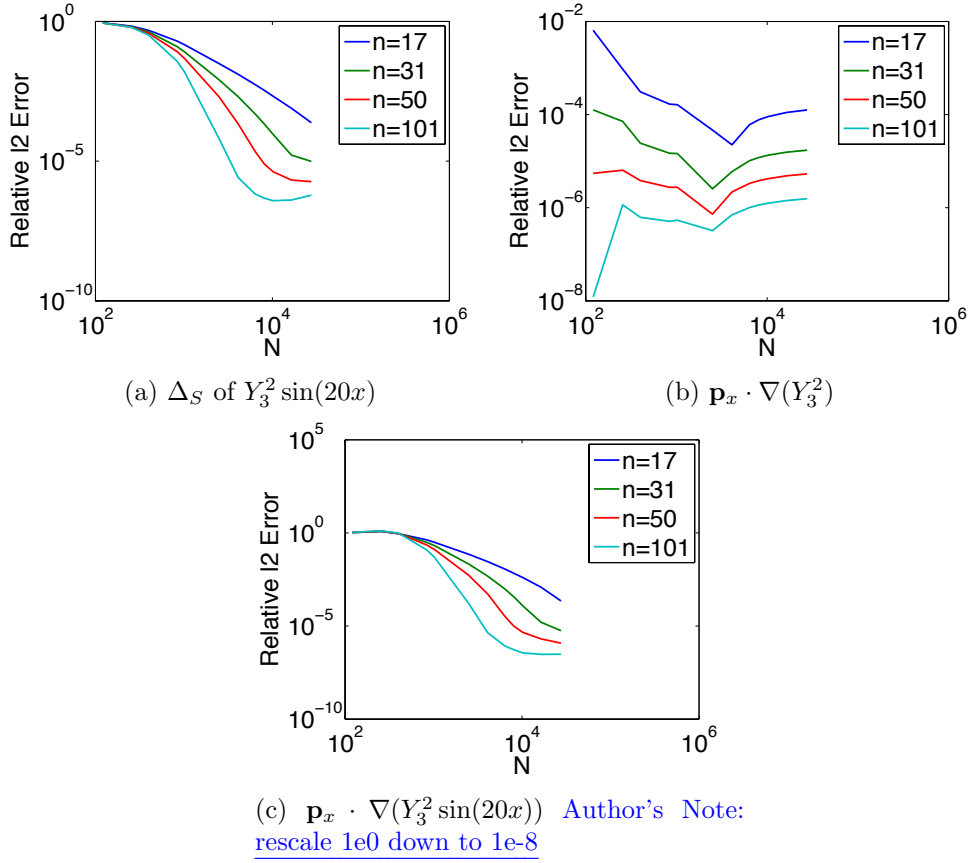 10^0
10^-5
10^-10
10^2
10^4
10^6
N
Relative l2 Error
n=17
n=31
n=50
n=101
(a) Δ_S of Y_3^2 sin(20x)
10^-2
10^-4
10^-6
10^-8
10^2
10^4
10^6
N
Relative l2 Error
n=17
n=31
n=50
n=101
(b) p_x · ∇(Y_3^2)
10^5
10^0
10^-5
10^-10
10^2
10^4
10^6
N
Relative l2 Error
n=17
n=31
n=50
n=101
(c) p_x · ∇(Y_3^2 sin(20x)) Author's Note:
rescale 1e0 down to 1e-8